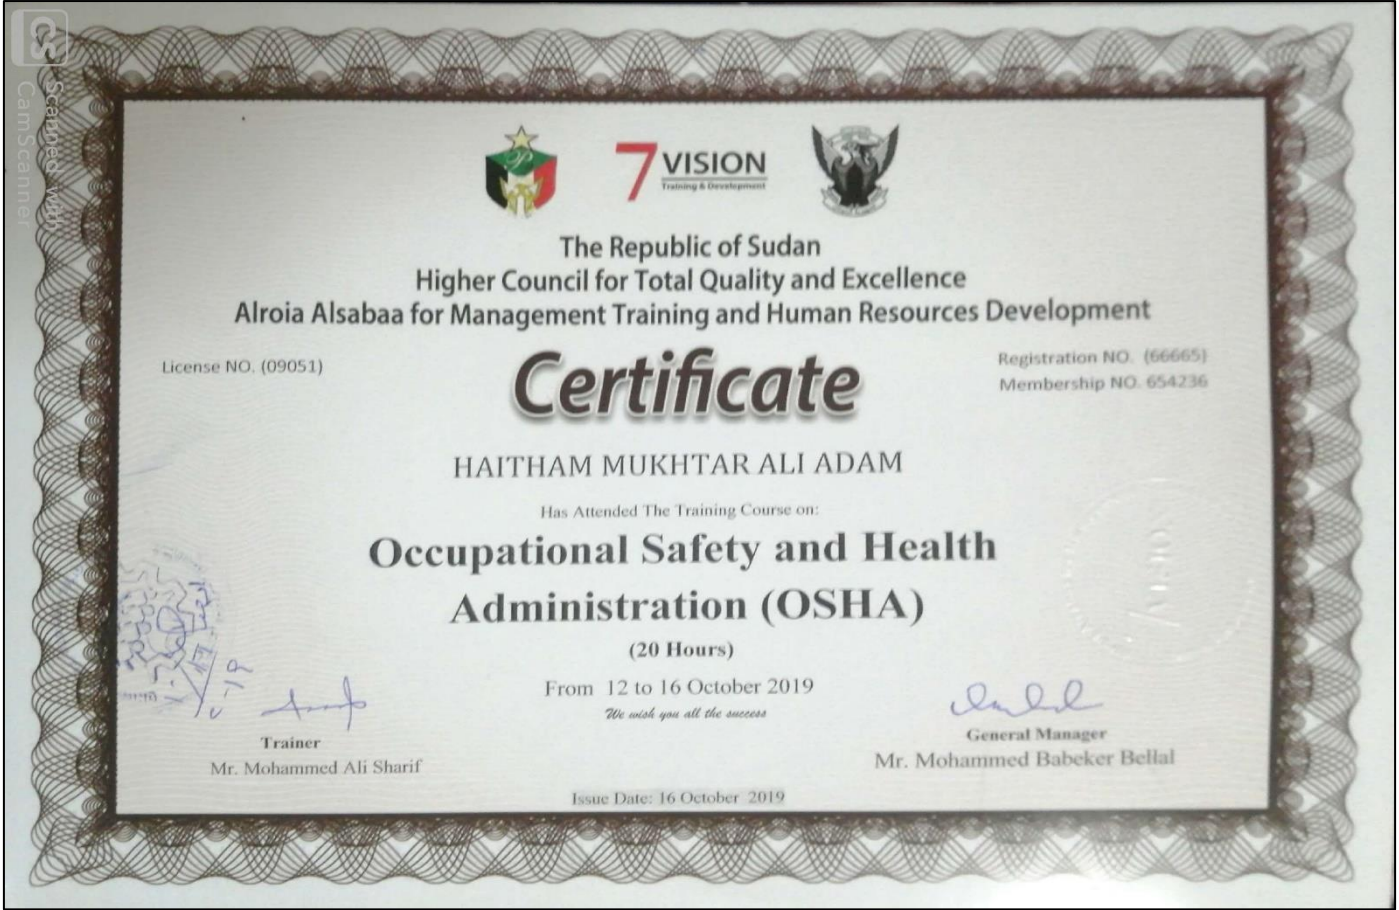 CS Scanned with
CamScanner
7 VISION
Training & Development
The Republic of Sudan
Higher Council for Total Quality and Excellence
Alroia Alsabaa for Management Training and Human Resources Development
License NO. (09051)
Registration NO. (66665)
Membership NO. 654236
Certificate
HAITHAM MUKHTAR ALI ADAM
Has Attended The Training Course on:
Occupational Safety and Health
Administration (OSHA)
(20 Hours)
From 12 to 16 October 2019
We wish you all the success
Trainer
Mr. Mohammed Ali Sharif
General Manager
Mr. Mohammed Babeker Bellal
Issue Date: 16 October 2019